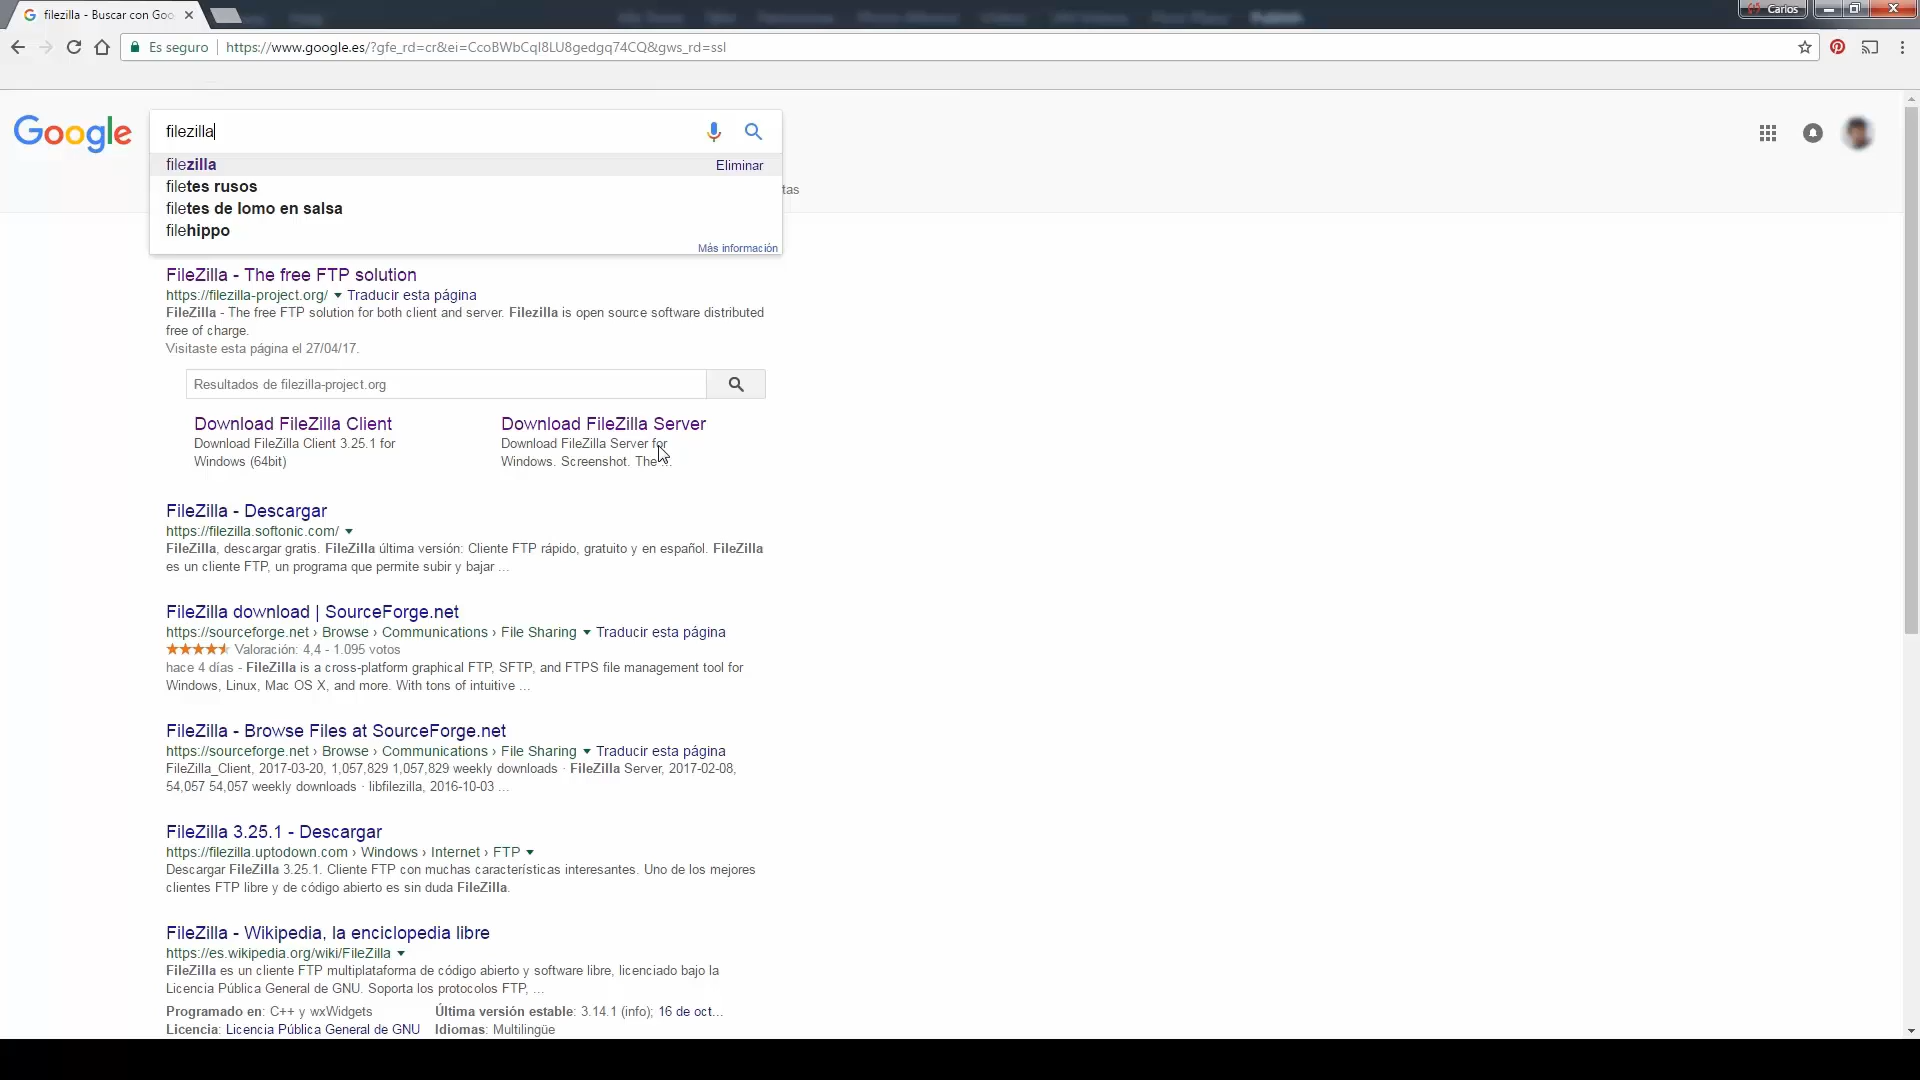 filezilla - Buscar con Goo
Carlos
Es seguro
https://www.google.es/?gfe_rd=cr&ei=CcoBWbCqI8LU8gedgq74CQ&gws_rd=ssl
Google
filezilla
filezilla
Eliminar
filetes rusos
tas
filetes de lomo en salsa
filehippo
Más información
FileZilla - The free FTP solution
https://filezilla-project.org/ Traducir esta página
FileZilla - The free FTP solution for both client and server. Filezilla is open source software distributed
free of charge.
Visitaste esta página el 27/04/17.
Resultados de filezilla-project.org
Download FileZilla Client
Download FileZilla Client 3.25.1 for
Windows (64bit)
Download FileZilla Server
Download FileZilla Server for
Windows. Screenshot. The ...
FileZilla - Descargar
https://filezilla.softonic.com/
FileZilla, descargar gratis. FileZilla última versión: Cliente FTP rápido, gratuito y en español. FileZilla
es un cliente FTP, un programa que permite subir y bajar ...
FileZilla download | SourceForge.net
https://sourceforge.net › Browse › Communications › File Sharing Traducir esta página
Valoración: 4,4 - 1.095 votos
hace 4 días - FileZilla is a cross-platform graphical FTP, SFTP, and FTPS file management tool for
Windows, Linux, Mac OS X, and more. With tons of intuitive ...
FileZilla - Browse Files at SourceForge.net
https://sourceforge.net › Browse › Communications › File Sharing Traducir esta página
FileZilla_Client, 2017-03-20, 1,057,829 1,057,829 weekly downloads · FileZilla Server, 2017-02-08,
54,057 54,057 weekly downloads · libfilezilla, 2016-10-03 ...
FileZilla 3.25.1 - Descargar
https://filezilla.uptodown.com › Windows › Internet › FTP
Descargar FileZilla 3.25.1. Cliente FTP con muchas características interesantes. Uno de los mejores
clientes FTP libre y de código abierto es sin duda FileZilla.
FileZilla - Wikipedia, la enciclopedia libre
https://es.wikipedia.org/wiki/FileZilla
FileZilla es un cliente FTP multiplataforma de código abierto y software libre, licenciado bajo la
Licencia Pública General de GNU. Soporta los protocolos FTP, ...
Programado en: C++ y wxWidgets Última versión estable: 3.14.1 (info); 16 de oct...
Licencia: Licencia Pública General de GNU Idiomas: Multilingüe